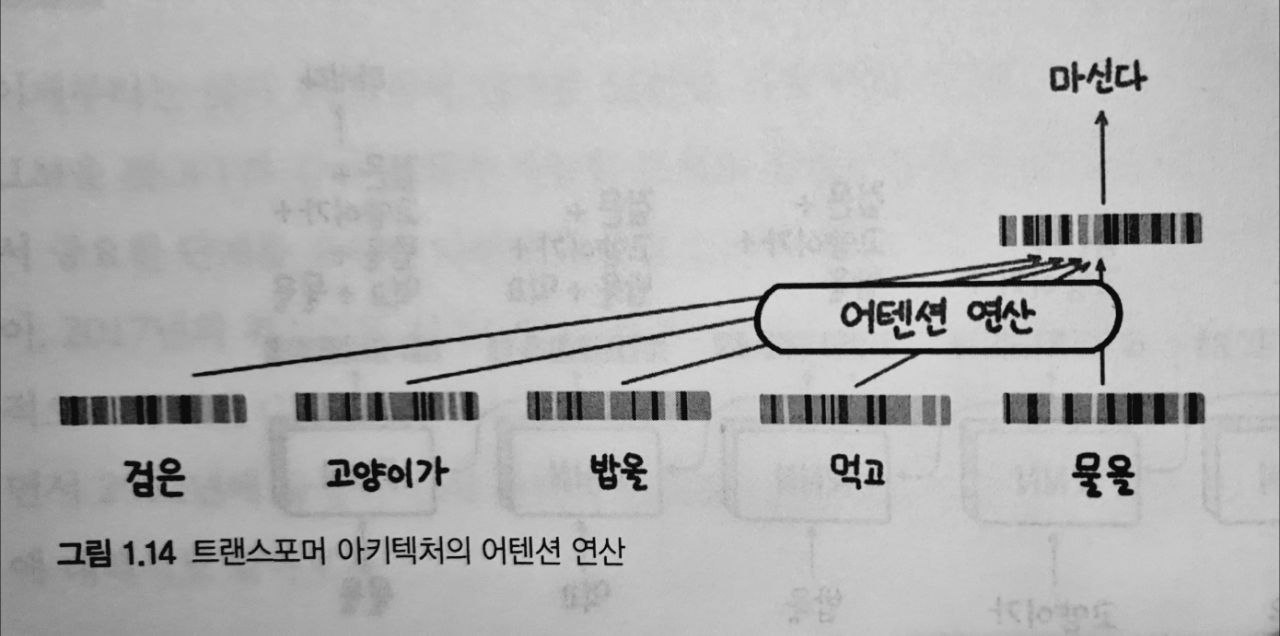 마신다
어텐션 연산
검은 고양이가 밥을 먹고 물을
그림 1.14 트랜스포머 아키텍처의 어텐션 연산